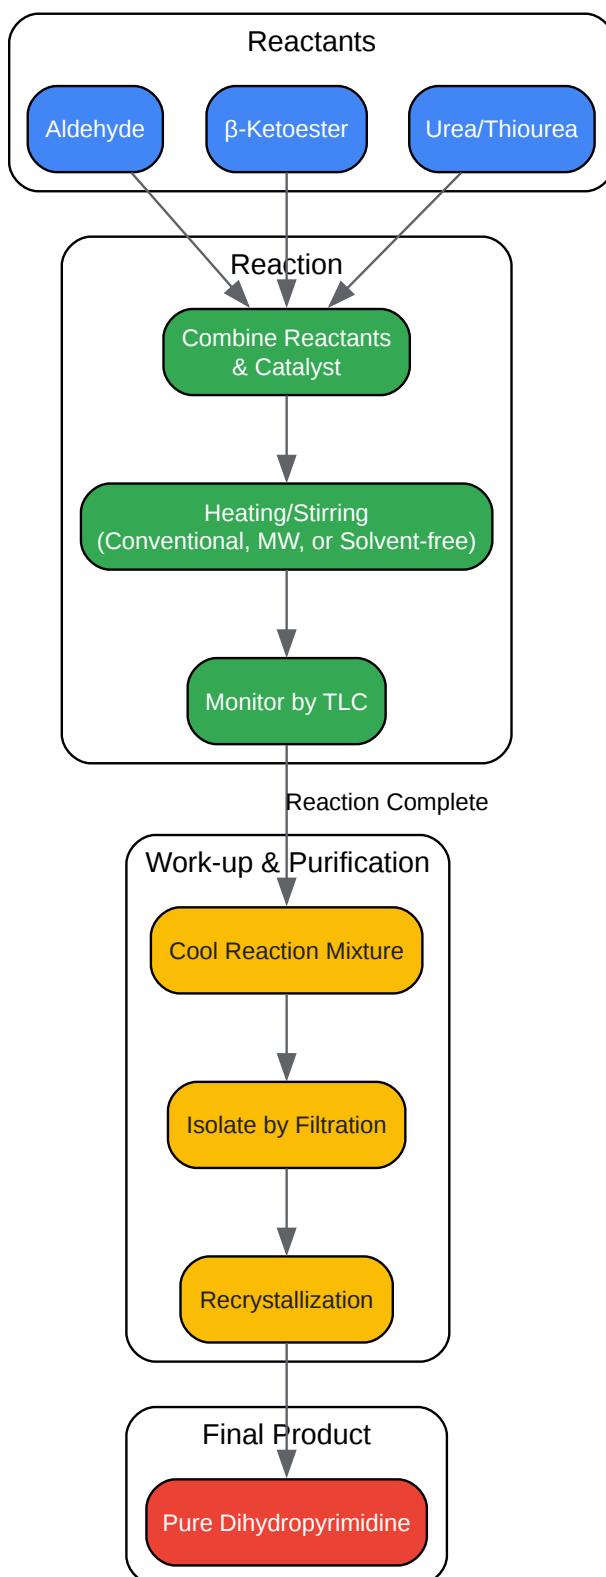 Reactants
Aldehyde
β-Ketoester
Urea/Thiourea
Reaction
Combine Reactants
& Catalyst
Heating/Stirring
(Conventional, MW, or Solvent-free)
Monitor by TLC
Reaction Complete
Work-up & Purification
Cool Reaction Mixture
Isolate by Filtration
Recrystallization
Final Product
Pure Dihydropyrimidine